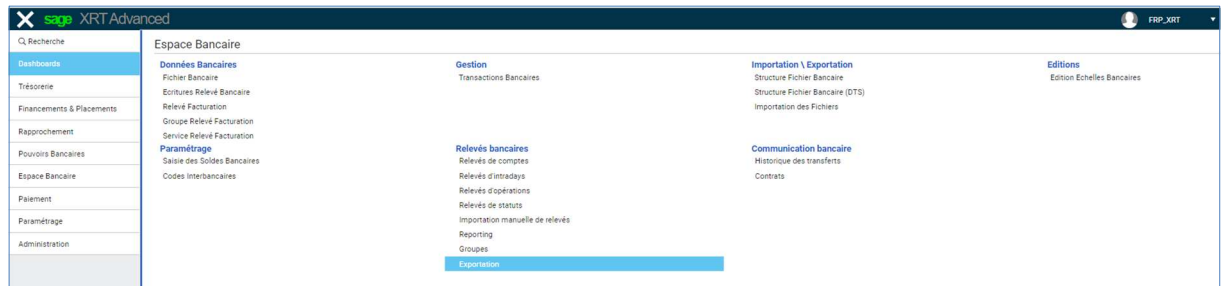 sage XRT Advanced
FRP_XRT
Recherche
Dashboards
Trésorerie
Financements & Placements
Rapprochement
Pouvoirs Bancaires
Espace Bancaire
Paiement
Paramétrage
Administration
Espace Bancaire
Données Bancaires
Fichier Bancaire
Ecritures Relevé Bancaire
Relevé Facturation
Groupe Relevé Facturation
Service Relevé Facturation
Gestion
Transactions Bancaires
Importation \ Exportation
Structure Fichier Bancaire
Structure Fichier Bancaire (DTS)
Importation des Fichiers
Editions
Edition Echelles Bancaires
Paramétrage
Saisie des Soldes Bancaires
Codes Interbancaires
Relevés bancaires
Relevés de comptes
Relevés d'intradays
Relevés d'opérations
Relevés de statuts
Importation manuelle de relevés
Reporting
Groupes
Exportation
Communication bancaire
Historique des transferts
Contrats